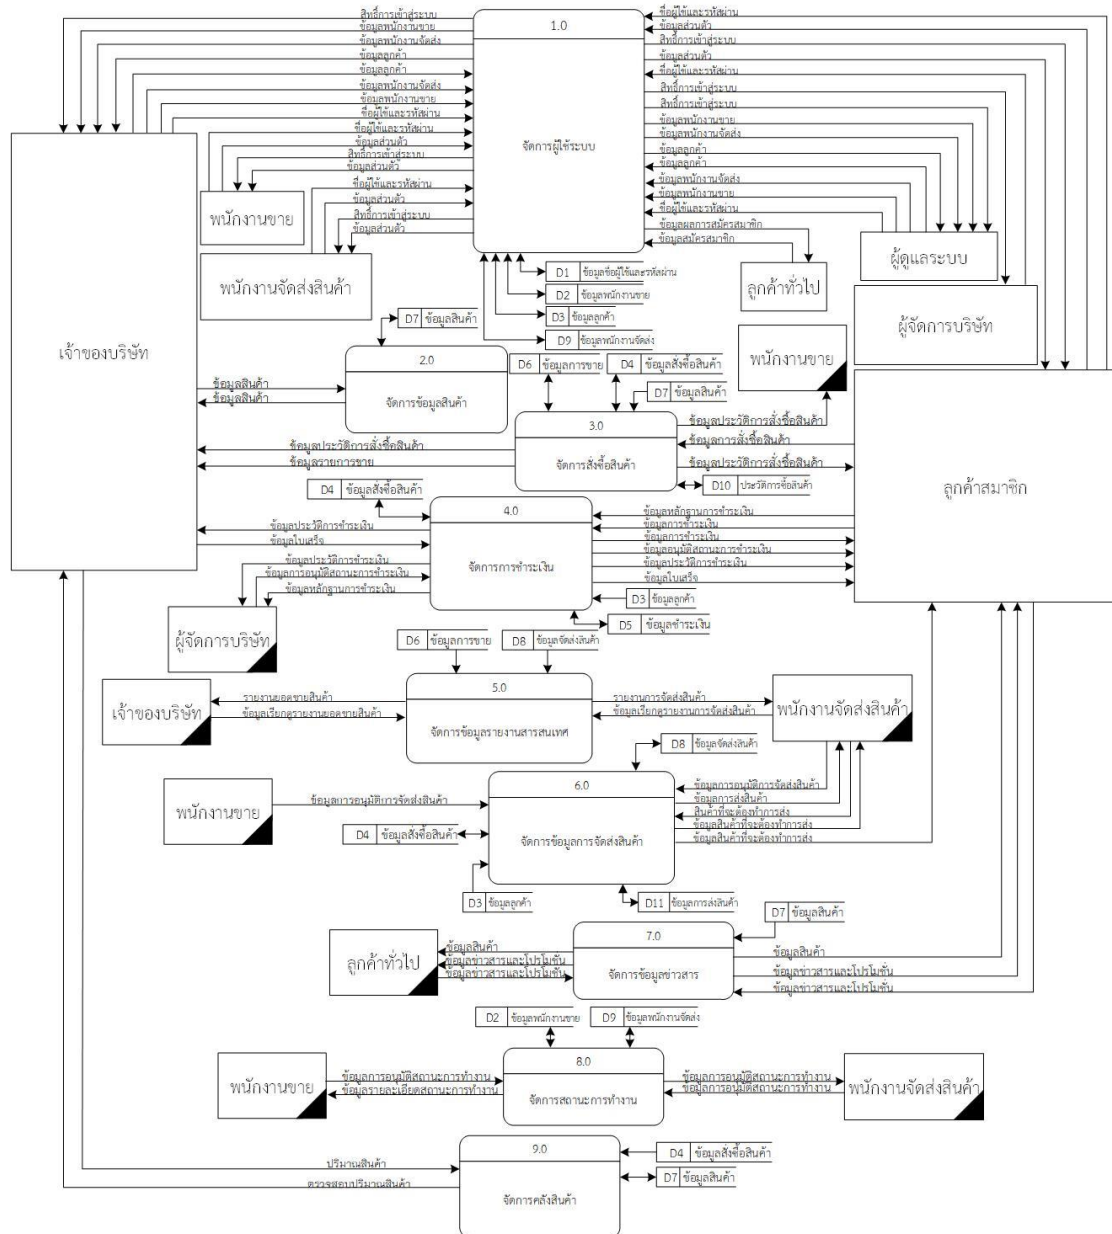 สิทธิ์การเข้าสู่ระบบ
ข้อมูลพนักงานขาย
ข้อมูลพนักงานจัดส่ง
ข้อมูลลูกค้า
ข้อมูลลูกค้า
ข้อมูลพนักงานจัดส่ง
ข้อมูลพนักงานขาย
ชื่อผู้ใช้และรหัสผ่าน
ชื่อผู้ใช้และรหัสผ่าน
ข้อมูลส่วนตัว
สิทธิ์การเข้าสู่ระบบ
ข้อมูลส่วนตัว
ชื่อผู้ใช้และรหัสผ่าน
ข้อมูลส่วนตัว
สิทธิ์การเข้าสู่ระบบ
ข้อมูลส่วนตัว
1.0
จัดการผู้ใช้ระบบ
ชื่อผู้ใช้และรหัสผ่าน
ข้อมูลส่วนตัว
สิทธิ์การเข้าสู่ระบบ
ข้อมูลส่วนตัว
ชื่อผู้ใช้และรหัสผ่าน
สิทธิ์การเข้าสู่ระบบ
สิทธิ์การเข้าสู่ระบบ
ข้อมูลพนักงานขาย
ข้อมูลพนักงานจัดส่ง
ข้อมูลลูกค้า
ข้อมูลลูกค้า
ข้อมูลพนักงานจัดส่ง
ข้อมูลพนักงานขาย
ชื่อผู้ใช้และรหัสผ่าน
ข้อมูลผลการสมัครสมาชิก
ข้อมูลสมัครสมาชิก
พนักงานขาย
พนักงานจัดส่งสินค้า
เจ้าของบริษัท
ผู้ดูแลระบบ
ลูกค้าทั่วไป
ผู้จัดการบริษัท
พนักงานขาย
ลูกค้าสมาชิก
D1 ข้อมูลชื่อผู้ใช้และรหัสผ่าน
D2 ข้อมูลพนักงานขาย
D3 ข้อมูลลูกค้า
D9 ข้อมูลพนักงานจัดส่ง
D7 ข้อมูลสินค้า
2.0
จัดการข้อมูลสินค้า
ข้อมูลสินค้า
ข้อมูลสินค้า
D6 ข้อมูลการขาย
D4 ข้อมูลสั่งซื้อสินค้า
D7 ข้อมูลสินค้า
3.0
จัดการสั่งซื้อสินค้า
ข้อมูลประวัติการสั่งซื้อสินค้า
ข้อมูลการสั่งซื้อสินค้า
ข้อมูลประวัติการสั่งซื้อสินค้า
D10 ประวัติการซื้อสินค้า
ข้อมูลประวัติการสั่งซื้อสินค้า
ข้อมูลรายการขาย
D4 ข้อมูลสั่งซื้อสินค้า
4.0
จัดการการชำระเงิน
ข้อมูลประวัติการชำระเงิน
ข้อมูลใบเสร็จ
ข้อมูลประวัติการชำระเงิน
ข้อมูลการอนุมัติสถานะการชำระเงิน
ข้อมูลหลักฐานการชำระเงิน
ข้อมูลหลักฐานการชำระเงิน
ข้อมูลการชำระเงิน
ข้อมูลการชำระเงิน
ข้อมูลอนุมัติสถานะการชำระเงิน
ข้อมูลประวัติการชำระเงิน
ข้อมูลใบเสร็จ
D3 ข้อมูลลูกค้า
D5 ข้อมูลชำระเงิน
ผู้จัดการบริษัท
D6 ข้อมูลการขาย
D8 ข้อมูลจัดส่งสินค้า
5.0
จัดการข้อมูลรายงานสารสนเทศ
เจ้าของบริษัท
รายงานยอดขายสินค้า
ข้อมูลเรียกดูรายงานยอดขายสินค้า
รายงานการจัดส่งสินค้า
ข้อมูลเรียกดูรายงานการจัดส่งสินค้า
พนักงานจัดส่งสินค้า
D8 ข้อมูลจัดส่งสินค้า
6.0
จัดการข้อมูลการจัดส่งสินค้า
พนักงานขาย
ข้อมูลการอนุมัติการจัดส่งสินค้า
D4 ข้อมูลสั่งซื้อสินค้า
ข้อมูลการอนุมัติการจัดส่งสินค้า
ข้อมูลการส่งสินค้า
สินค้าที่จะต้องทำการส่ง
ข้อมูลสินค้าที่จะต้องทำการส่ง
ข้อมูลสินค้าที่จะต้องทำการส่ง
D3 ข้อมูลลูกค้า
D11 ข้อมูลการส่งสินค้า
D7 ข้อมูลสินค้า
7.0
จัดการข้อมูลข่าวสาร
ลูกค้าทั่วไป
ข้อมูลสินค้า
ข้อมูลข่าวสารและโปรโมชั่น
ข้อมูลข่าวสารและโปรโมชั่น
ข้อมูลสินค้า
ข้อมูลข่าวสารและโปรโมชั่น
ข้อมูลข่าวสารและโปรโมชั่น
D2 ข้อมูลพนักงานขาย
D9 ข้อมูลพนักงานจัดส่ง
8.0
จัดการสถานะการทำงาน
พนักงานขาย
ข้อมูลการอนุมัติสถานะการทำงาน
ข้อมูลรายละเอียดสถานะการทำงาน
ข้อมูลการอนุมัติสถานะการทำงาน
ข้อมูลการอนุมัติสถานะการทำงาน
พนักงานจัดส่งสินค้า
9.0
จัดการคลังสินค้า
ปริมาณสินค้า
ตรวจสอบปริมาณสินค้า
D4 ข้อมูลสั่งซื้อสินค้า
D7 ข้อมูลสินค้า